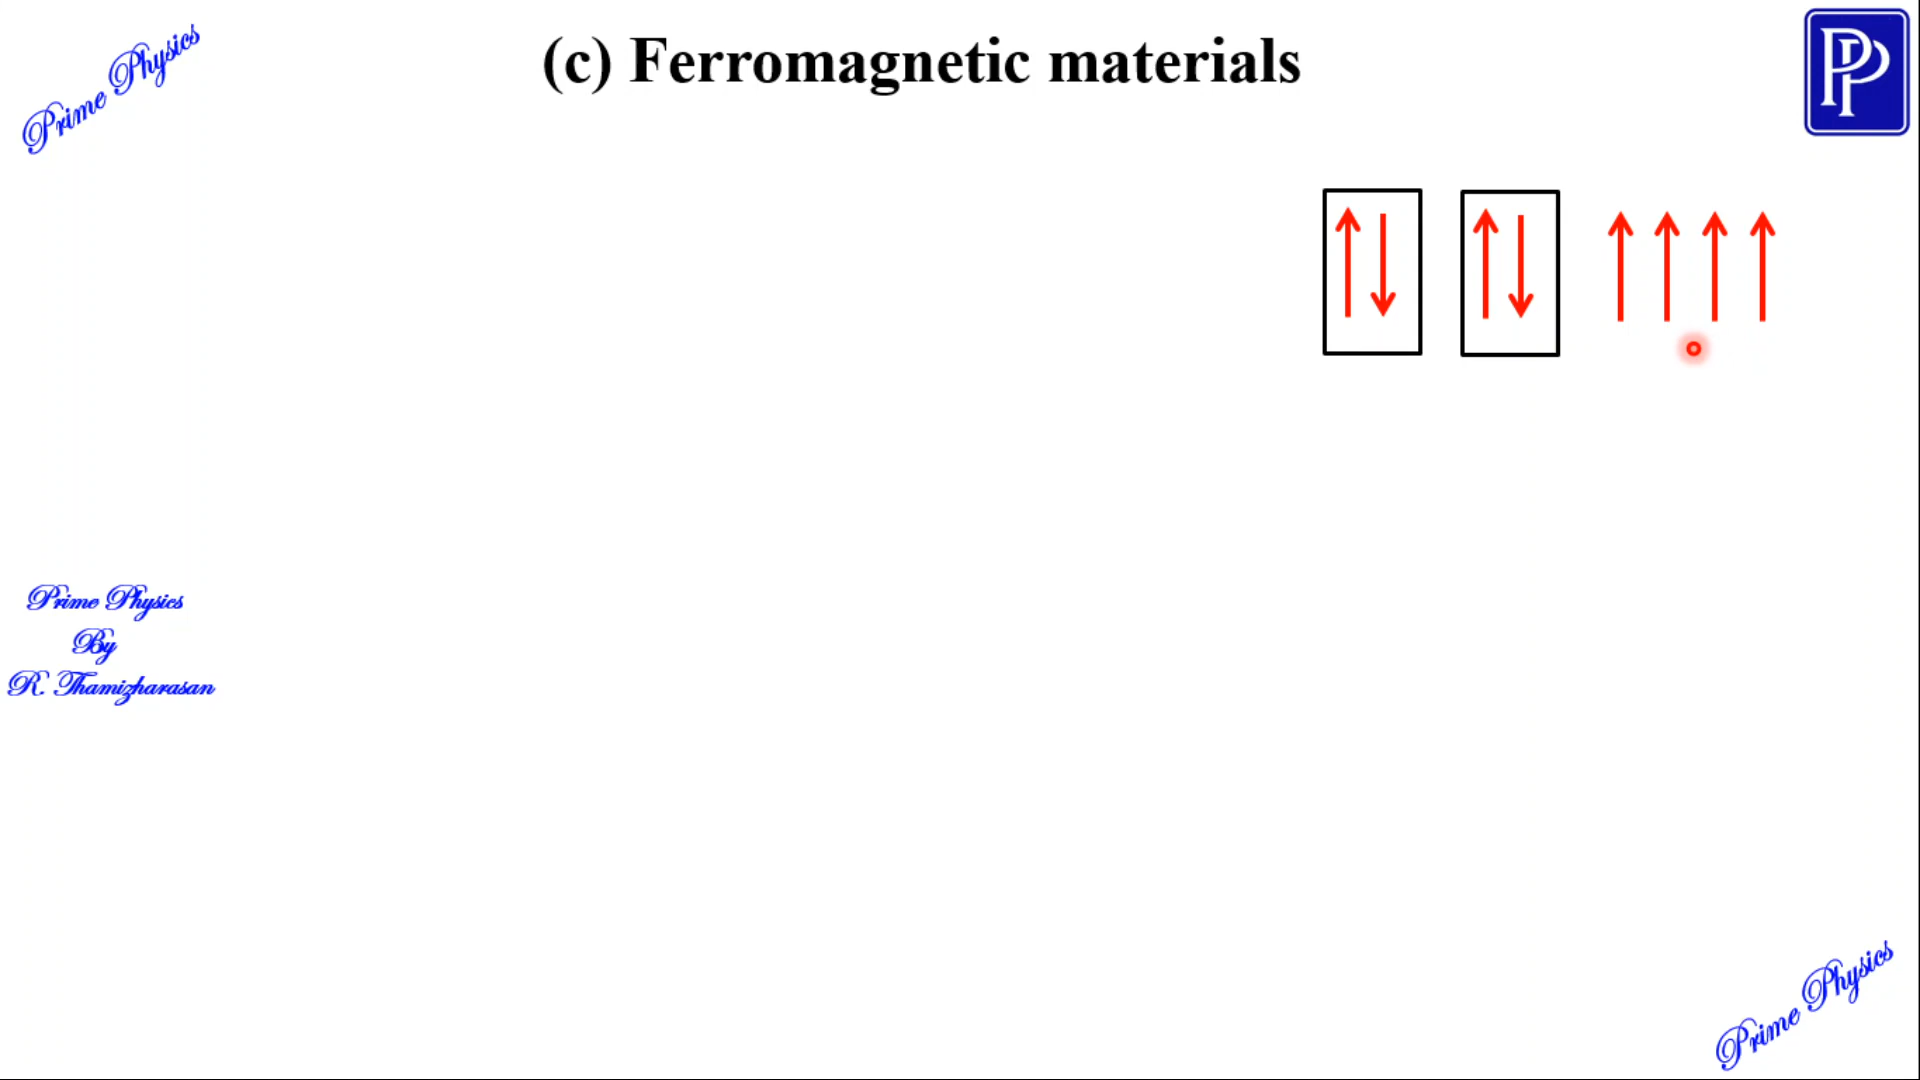 Prime Physics
(c) Ferromagnetic materials
PP
Prime Physics
By
R. Thamizharasan
Prime Physics